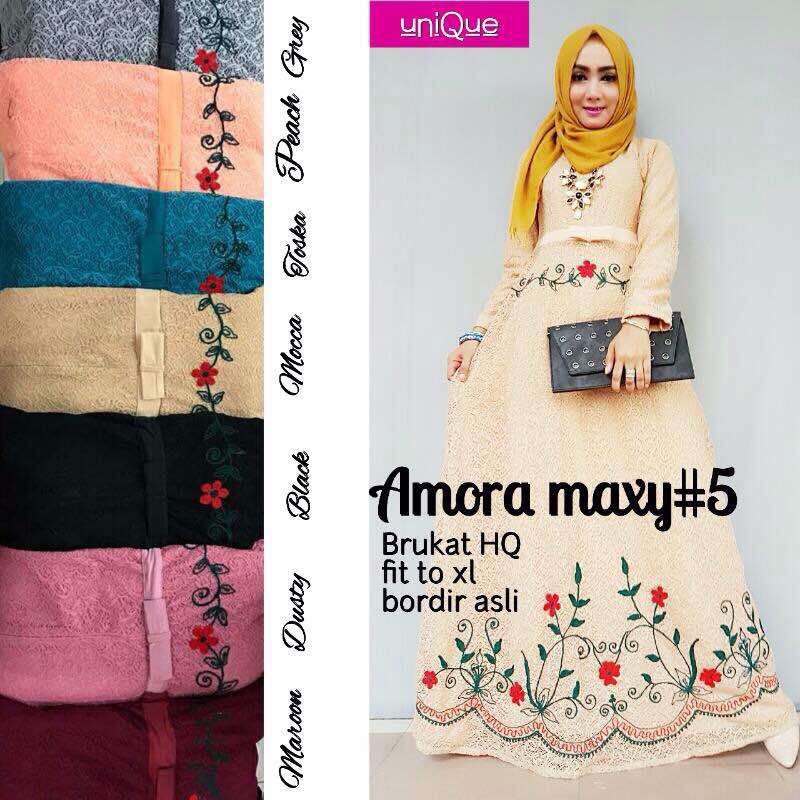 uniQue
Grey
Peach
Toska
Mocca
Black
Dusty
Maroon
Amora maxy#5
Brukat HQ
fit to xl
bordir asli